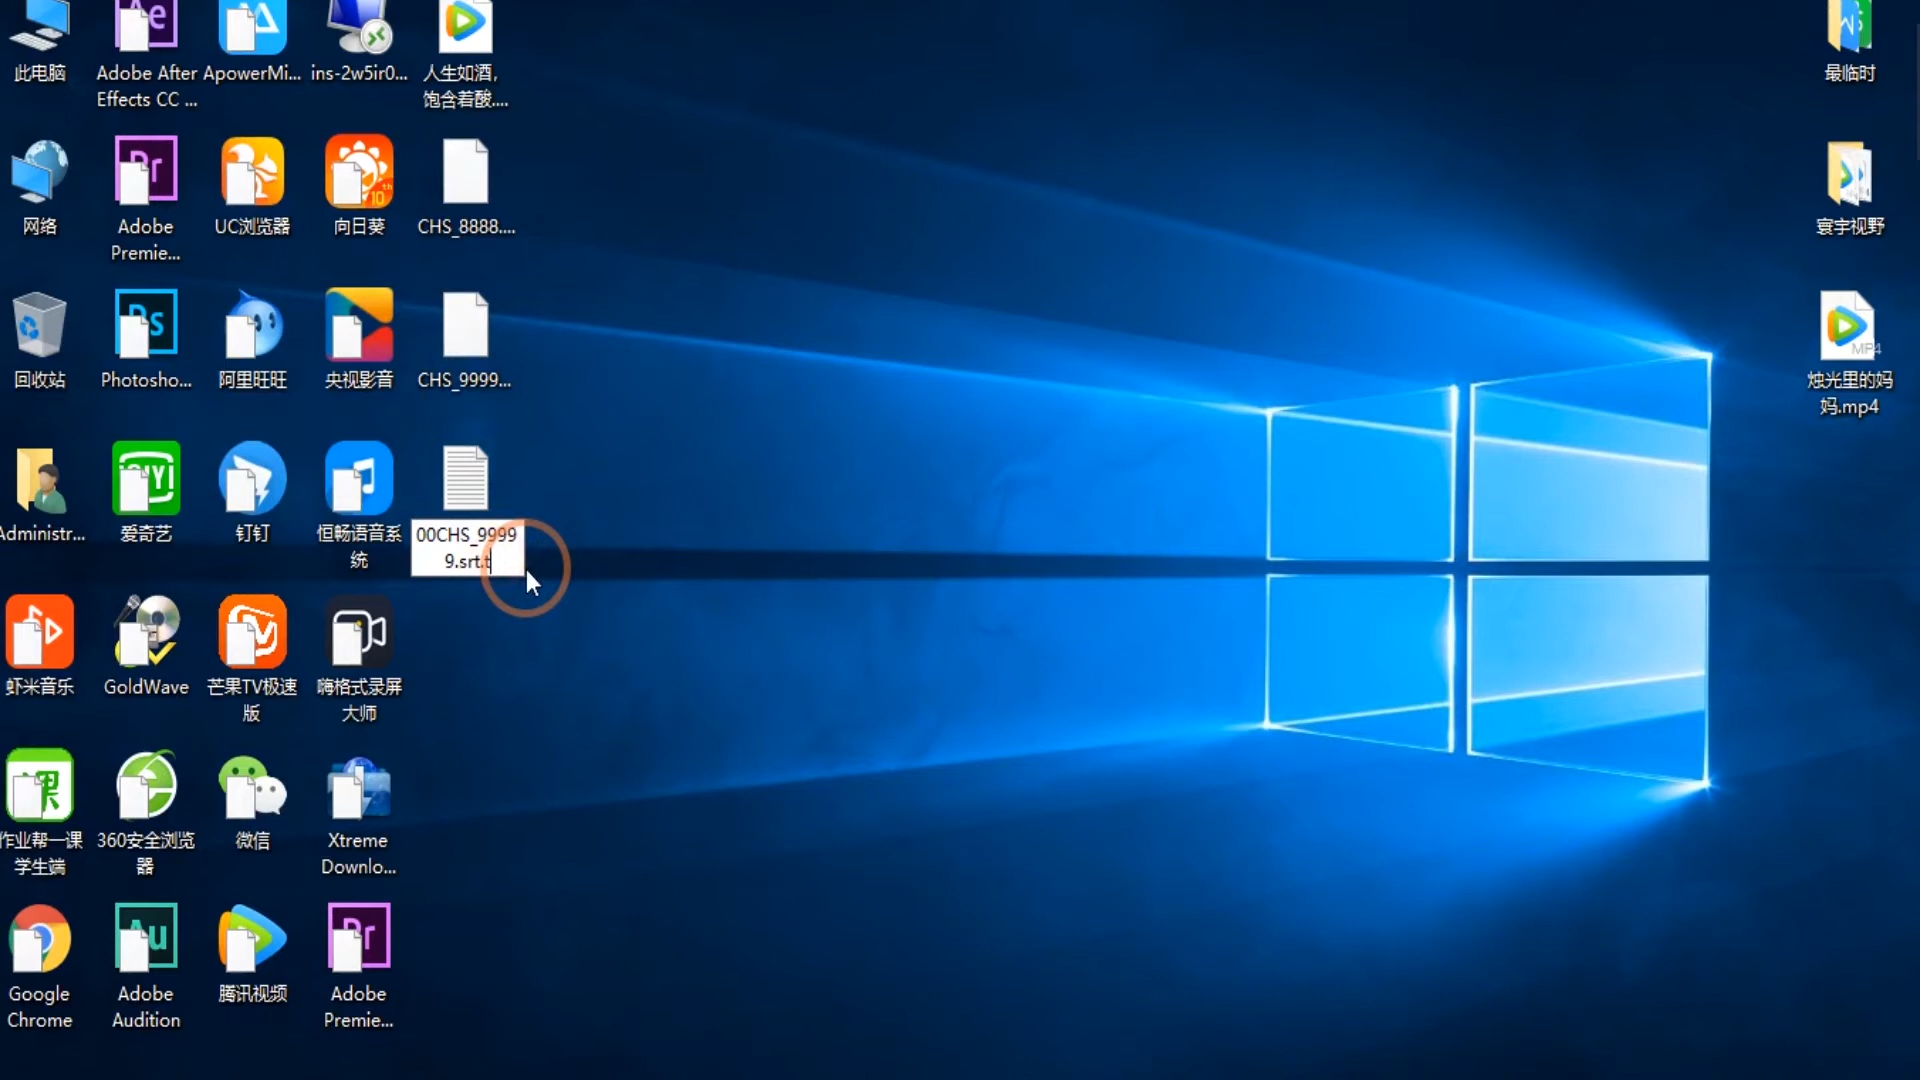 此电脑
Adobe After
Effects CC ...
ApowerMi...
ins-2w5ir0...
人生如酒,
饱含若酸....
最临时
网络
Adobe
Premie...
UC浏览器
向日葵
10th
CHS_8888....
寰宇视野
回收站
Photosho...
阿里旺旺
央视影音
CHS_9999...
MP4
烛光里的妈
妈.mp4
Administr...
爱奇艺
钉钉
恒畅语音系
统
00CHS_9999
9.srt.t
虾米音乐
GoldWave
芒果TV极速
版
嗨格式录屏
大师
课
作业帮一课
学生端
360安全浏览
器
微信
Xtreme
Downlo...
Google
Chrome
Au
Adobe
Audition
腾讯视频
Adobe
Premie...